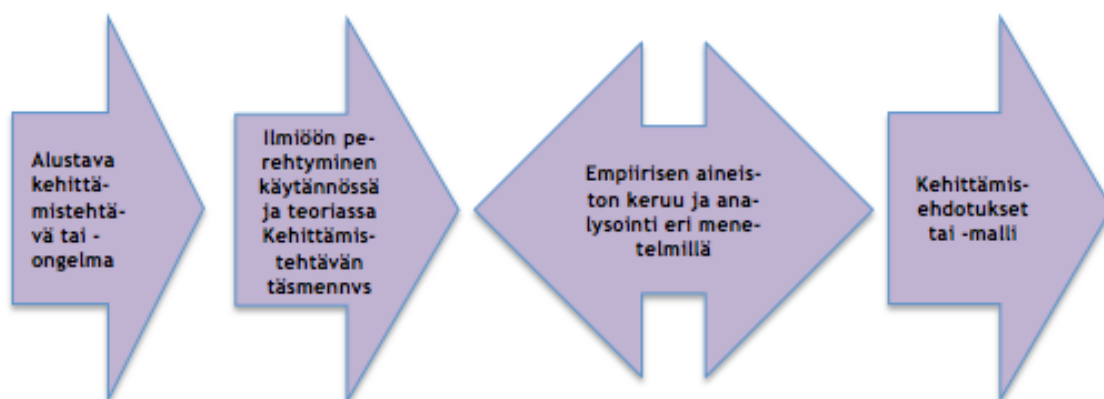 Alustava
kehittä-
mistehtä-
vä tai -
ongelma
Ilmiöön pe-
rehtyminen
käytännössä
ja teoriassa
Kehittämis-
tehtävän
täsmennys
Empiirisen aineis-
ton keruu ja ana-
lysointi eri mene-
telmillä
Kehittämis-
ehdotukset
tai -malli